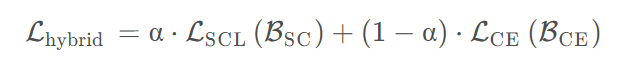 ℒ_hybrid = α · ℒ_SCL (ℬ_SC) + (1 − α) · ℒ_CE (ℬ_CE)